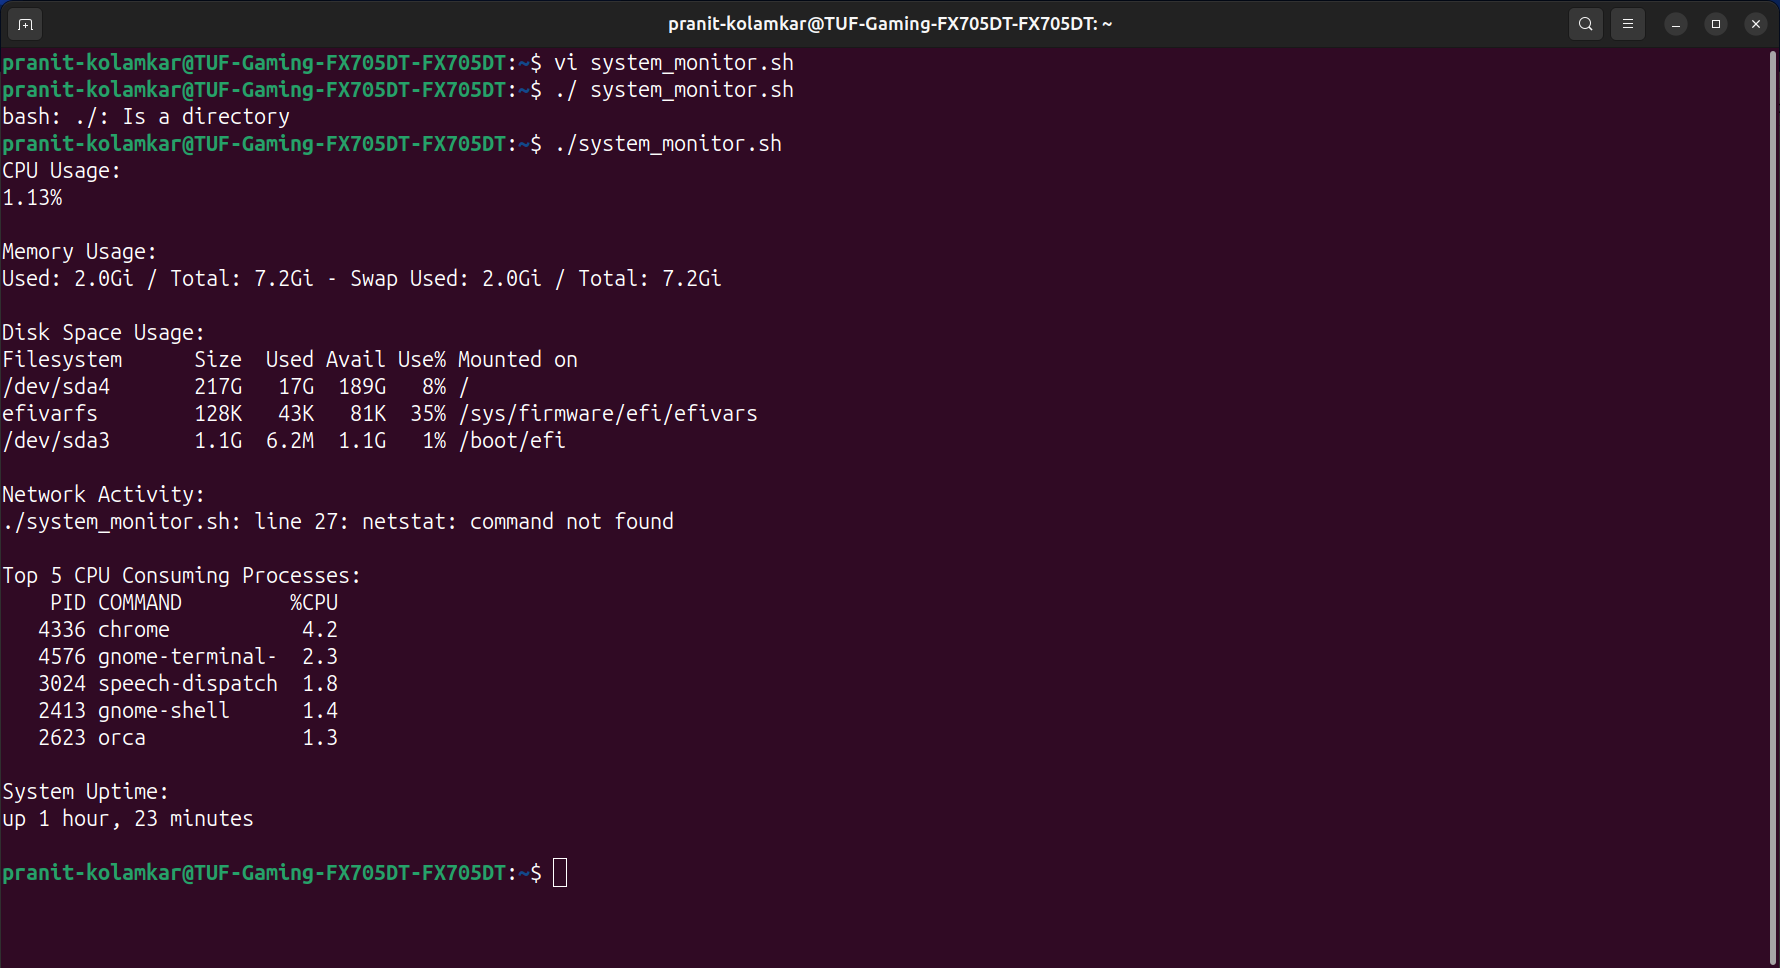 pranit-kolamkar@TUF-Gaming-FX705DT-FX705DT: ~
pranit-kolamkar@TUF-Gaming-FX705DT-FX705DT:~$ vi system_monitor.sh
pranit-kolamkar@TUF-Gaming-FX705DT-FX705DT:~$ ./ system_monitor.sh
bash: ./: Is a directory
pranit-kolamkar@TUF-Gaming-FX705DT-FX705DT:~$ ./system_monitor.sh
CPU Usage:
1.13%

Memory Usage:
Used: 2.0Gi / Total: 7.2Gi - Swap Used: 2.0Gi / Total: 7.2Gi

Disk Space Usage:
Filesystem      Size  Used Avail Use% Mounted on
/dev/sda4       217G   17G  189G   8% /
efivarfs        128K   43K   81K  35% /sys/firmware/efi/efivars
/dev/sda3       1.1G  6.2M  1.1G   1% /boot/efi

Network Activity:
./system_monitor.sh: line 27: netstat: command not found

Top 5 CPU Consuming Processes:
    PID COMMAND         %CPU
   4336 chrome           4.2
   4576 gnome-terminal-  2.3
   3024 speech-dispatch  1.8
   2413 gnome-shell      1.4
   2623 orca             1.3

System Uptime:
up 1 hour, 23 minutes

pranit-kolamkar@TUF-Gaming-FX705DT-FX705DT:~$